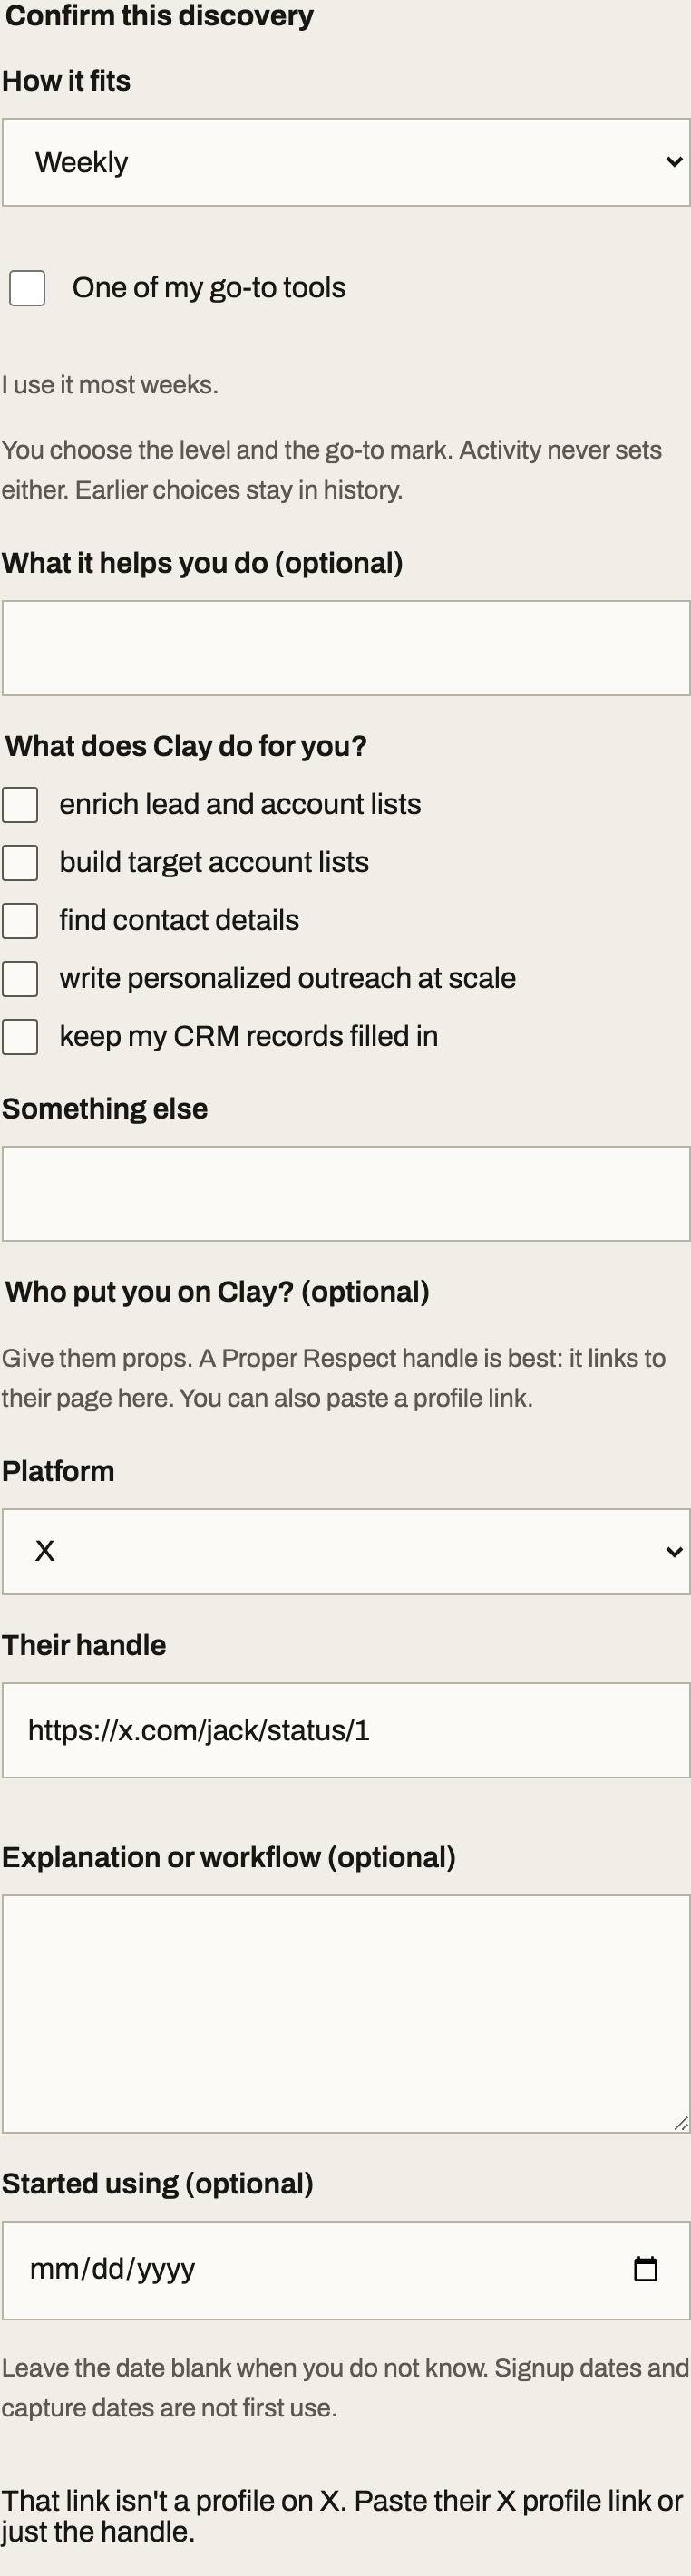 Confirm this discovery
How it fits
Weekly
One of my go-to tools
I use it most weeks.
You choose the level and the go-to mark. Activity never sets
either. Earlier choices stay in history.
What it helps you do (optional)
What does Clay do for you?
enrich lead and account lists
build target account lists
find contact details
write personalized outreach at scale
keep my CRM records filled in
Something else
Who put you on Clay? (optional)
Give them props. A Proper Respect handle is best: it links to
their page here. You can also paste a profile link.
Platform
X
Their handle
https://x.com/jack/status/1
Explanation or workflow (optional)
Started using (optional)
mm/dd/yyyy
Leave the date blank when you do not know. Signup dates and
capture dates are not first use.
That link isn't a profile on X. Paste their X profile link or
just the handle.